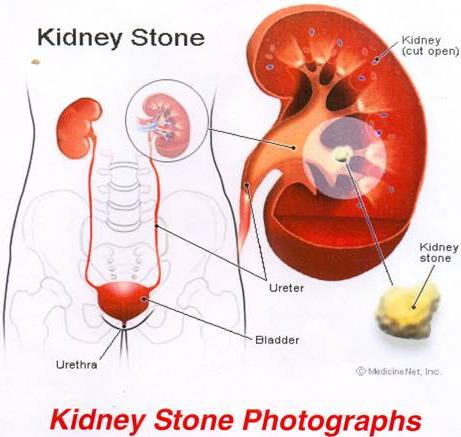 Kidney Stone
Kidney
(cut open)
Kidney
stone
Ureter
Bladder
Urethra
© MedicineNet, Inc.
Kidney Stone Photographs